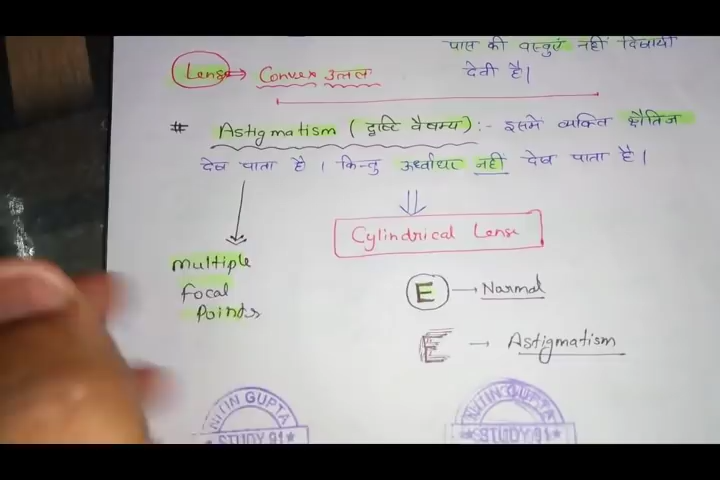 पास की वस्तुएं नहीं दिखायी
Lens ⇒ Convex उत्तल देती है।
# Astigmatism (दृष्टि वैषम्य) :- इसमें व्यक्ति क्षैतिज
देख पाता है। किन्तु ऊर्ध्वाधर नहीं देख पाता है।
Cylindrical Lense
Multiple
focal
Points
E → Normal
E → Astigmatism
NITIN GUPTA
STUDY 91
NITIN GUPTA
STUDY 91